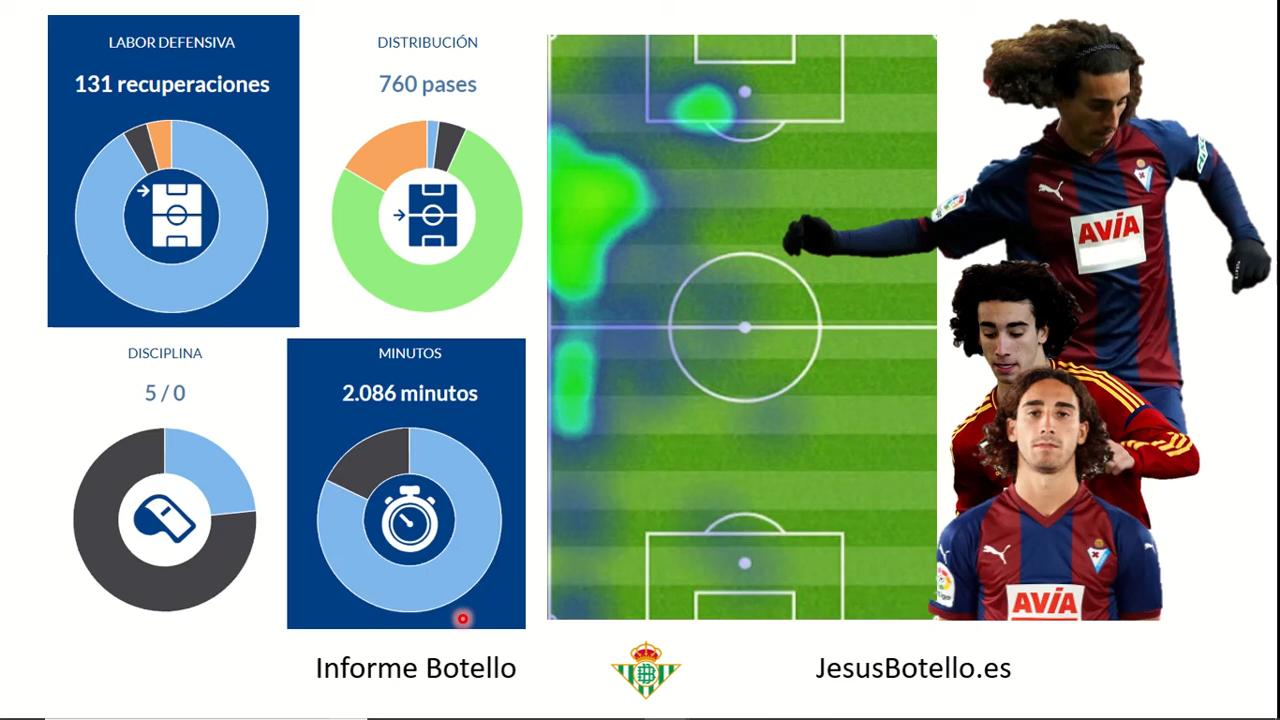 LABOR DEFENSIVA
131 recuperaciones
DISTRIBUCIÓN
760 pases
DISCIPLINA
5 / 0
MINUTOS
2.086 minutos
AVIA
AVIA
Informe Botello
JesusBotello.es